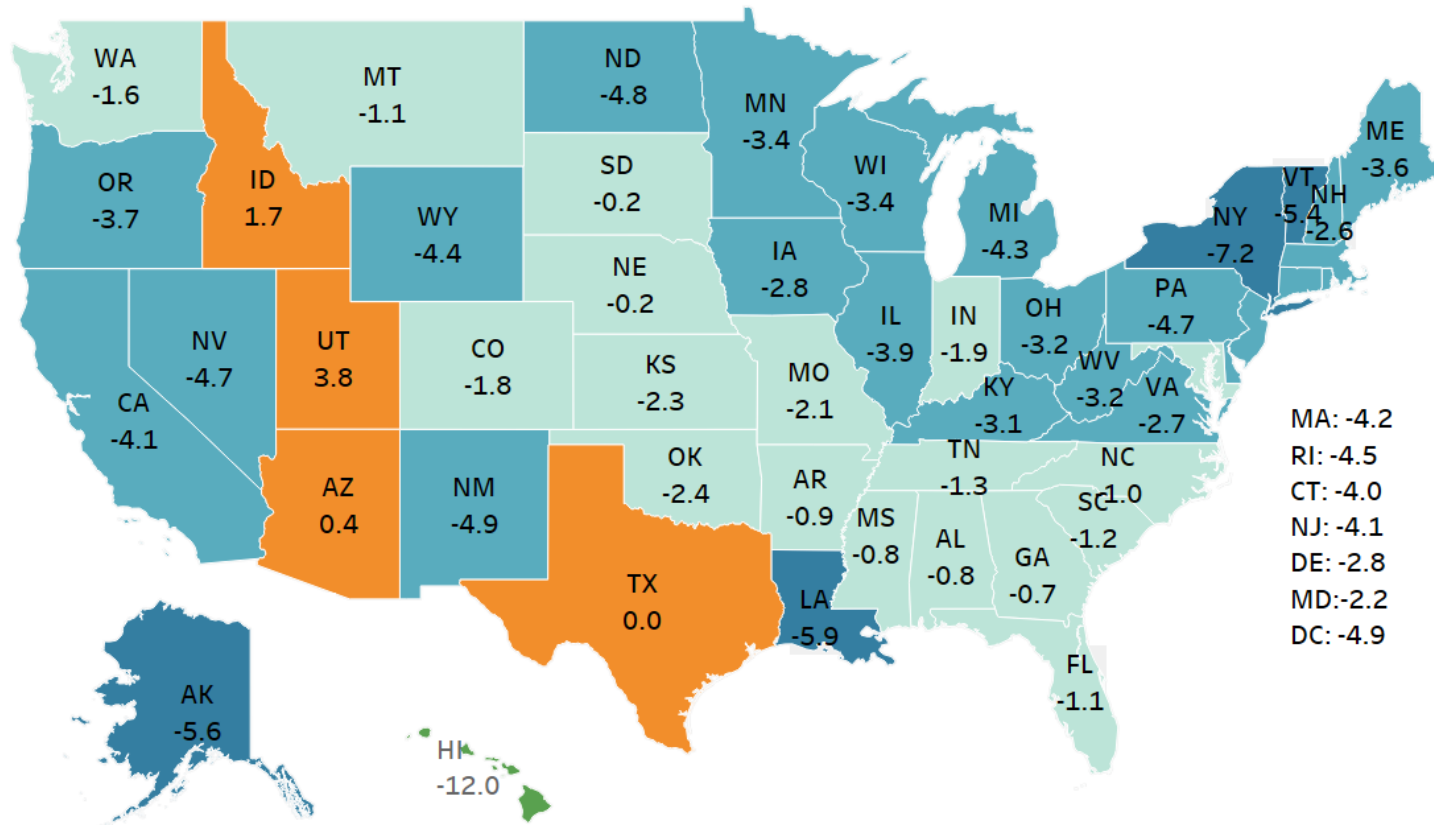 WA
-1.6
MT
-1.1
ND
-4.8
MN
-3.4
ME
-3.6
OR
-3.7
ID
1.7
SD
-0.2
WI
-3.4
VT
-5.4
NH
-2.6
WY
-4.4
MI
-4.3
NY
-7.2
NE
-0.2
IA
-2.8
PA
-4.7
NV
-4.7
UT
3.8
CO
-1.8
KS
-2.3
MO
-2.1
IL
-3.9
IN
-1.9
OH
-3.2
WV
-3.2
CA
-4.1
KY
-3.1
VA
-2.7
MA: -4.2
RI: -4.5
CT: -4.0
NJ: -4.1
DE: -2.8
MD:-2.2
DC: -4.9
AZ
0.4
NM
-4.9
OK
-2.4
AR
-0.9
TN
-1.3
NC
-1.0
SC
-1.2
MS
-0.8
AL
-0.8
GA
-0.7
TX
0.0
LA
-5.9
FL
-1.1
AK
-5.6
HI
-12.0